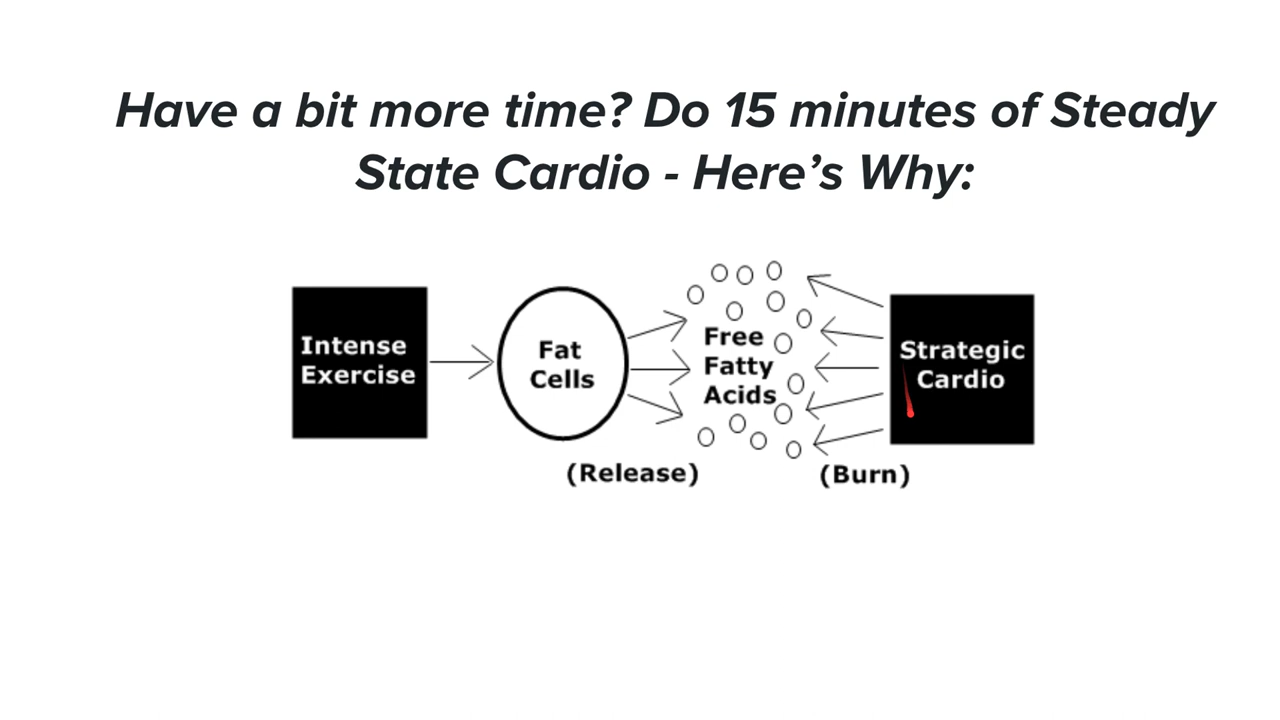 Have a bit more time? Do 15 minutes of Steady
State Cardio - Here’s Why:
Intense
Exercise
Fat
Cells
Free
Fatty
Acids
Strategic
Cardio
(Release)
(Burn)